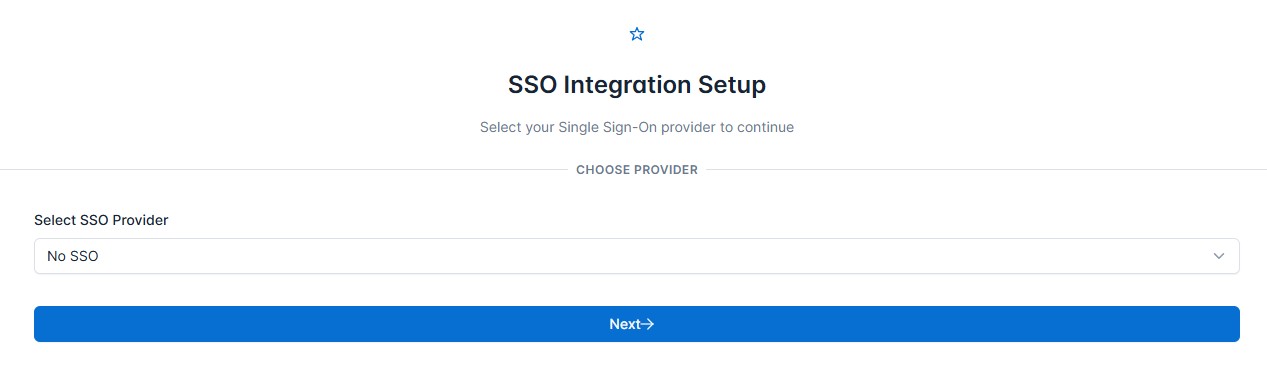 SSO Integration Setup
Select your Single Sign-On provider to continue
CHOOSE PROVIDER
Select SSO Provider
No SSO
Next→